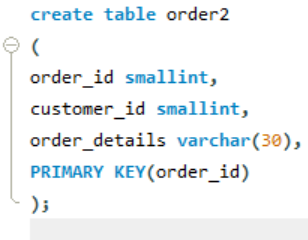 create table order2
(
order_id smallint,
customer_id smallint,
order_details varchar(30),
PRIMARY KEY(order_id)
);